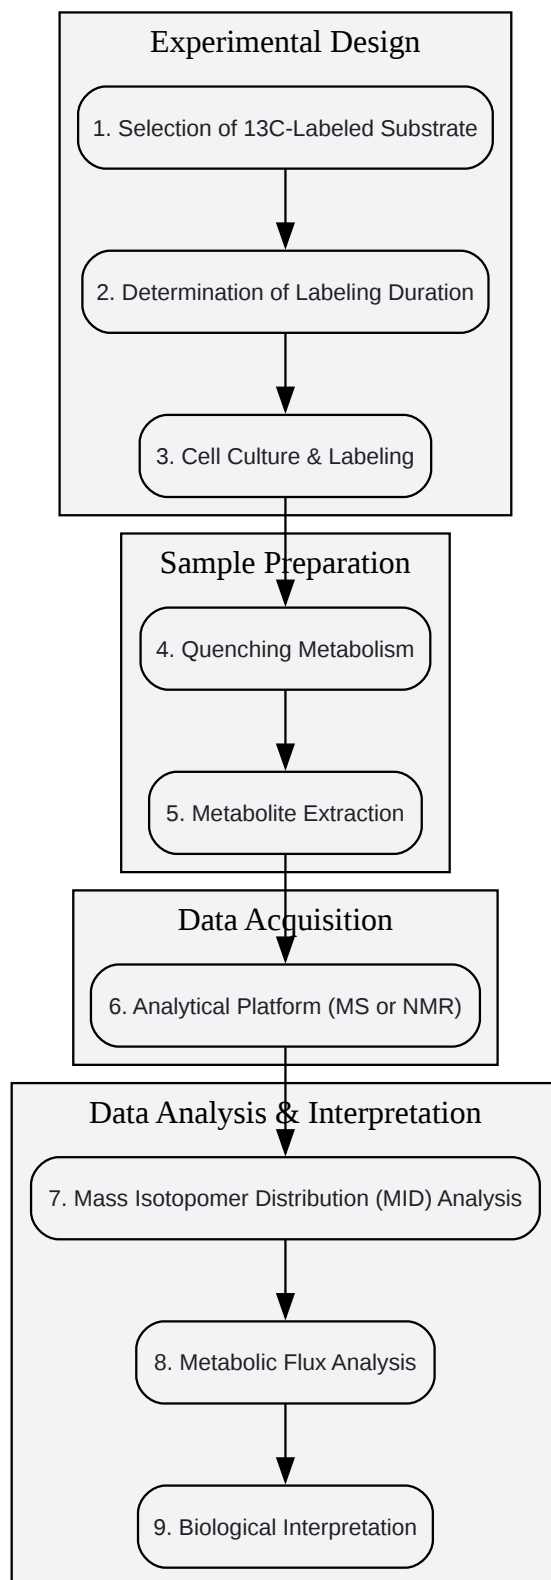 Experimental Design
1. Selection of 13C-Labeled Substrate
2. Determination of Labeling Duration
3. Cell Culture & Labeling
Sample Preparation
4. Quenching Metabolism
5. Metabolite Extraction
Data Acquisition
6. Analytical Platform (MS or NMR)
Data Analysis & Interpretation
7. Mass Isotopomer Distribution (MID) Analysis
8. Metabolic Flux Analysis
9. Biological Interpretation